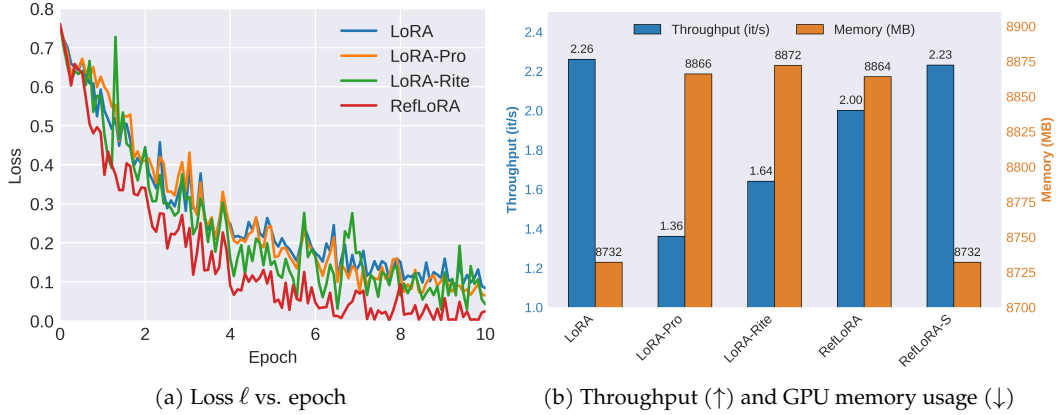 0.8
0.7
0.6
0.5
0.4
0.3
0.2
0.1
0.0
Loss
0
2
4
6
8
10
Epoch
LoRA
LoRA-Pro
LoRA-Rite
RefLoRA
(a) Loss ℓ vs. epoch
2.4
2.2
2.0
1.8
1.6
1.4
1.2
1.0
Throughput (it/s)
Throughput (it/s)
Memory (MB)
2.26
8732
1.36
8866
1.64
8872
2.00
8864
2.23
8732
LoRA
LoRA-Pro
LoRA-Rite
RefLoRA
RefLoRA-S
8900
8875
8850
8825
8800
8775
8750
8725
8700
Memory (MB)
(b) Throughput (↑) and GPU memory usage (↓)